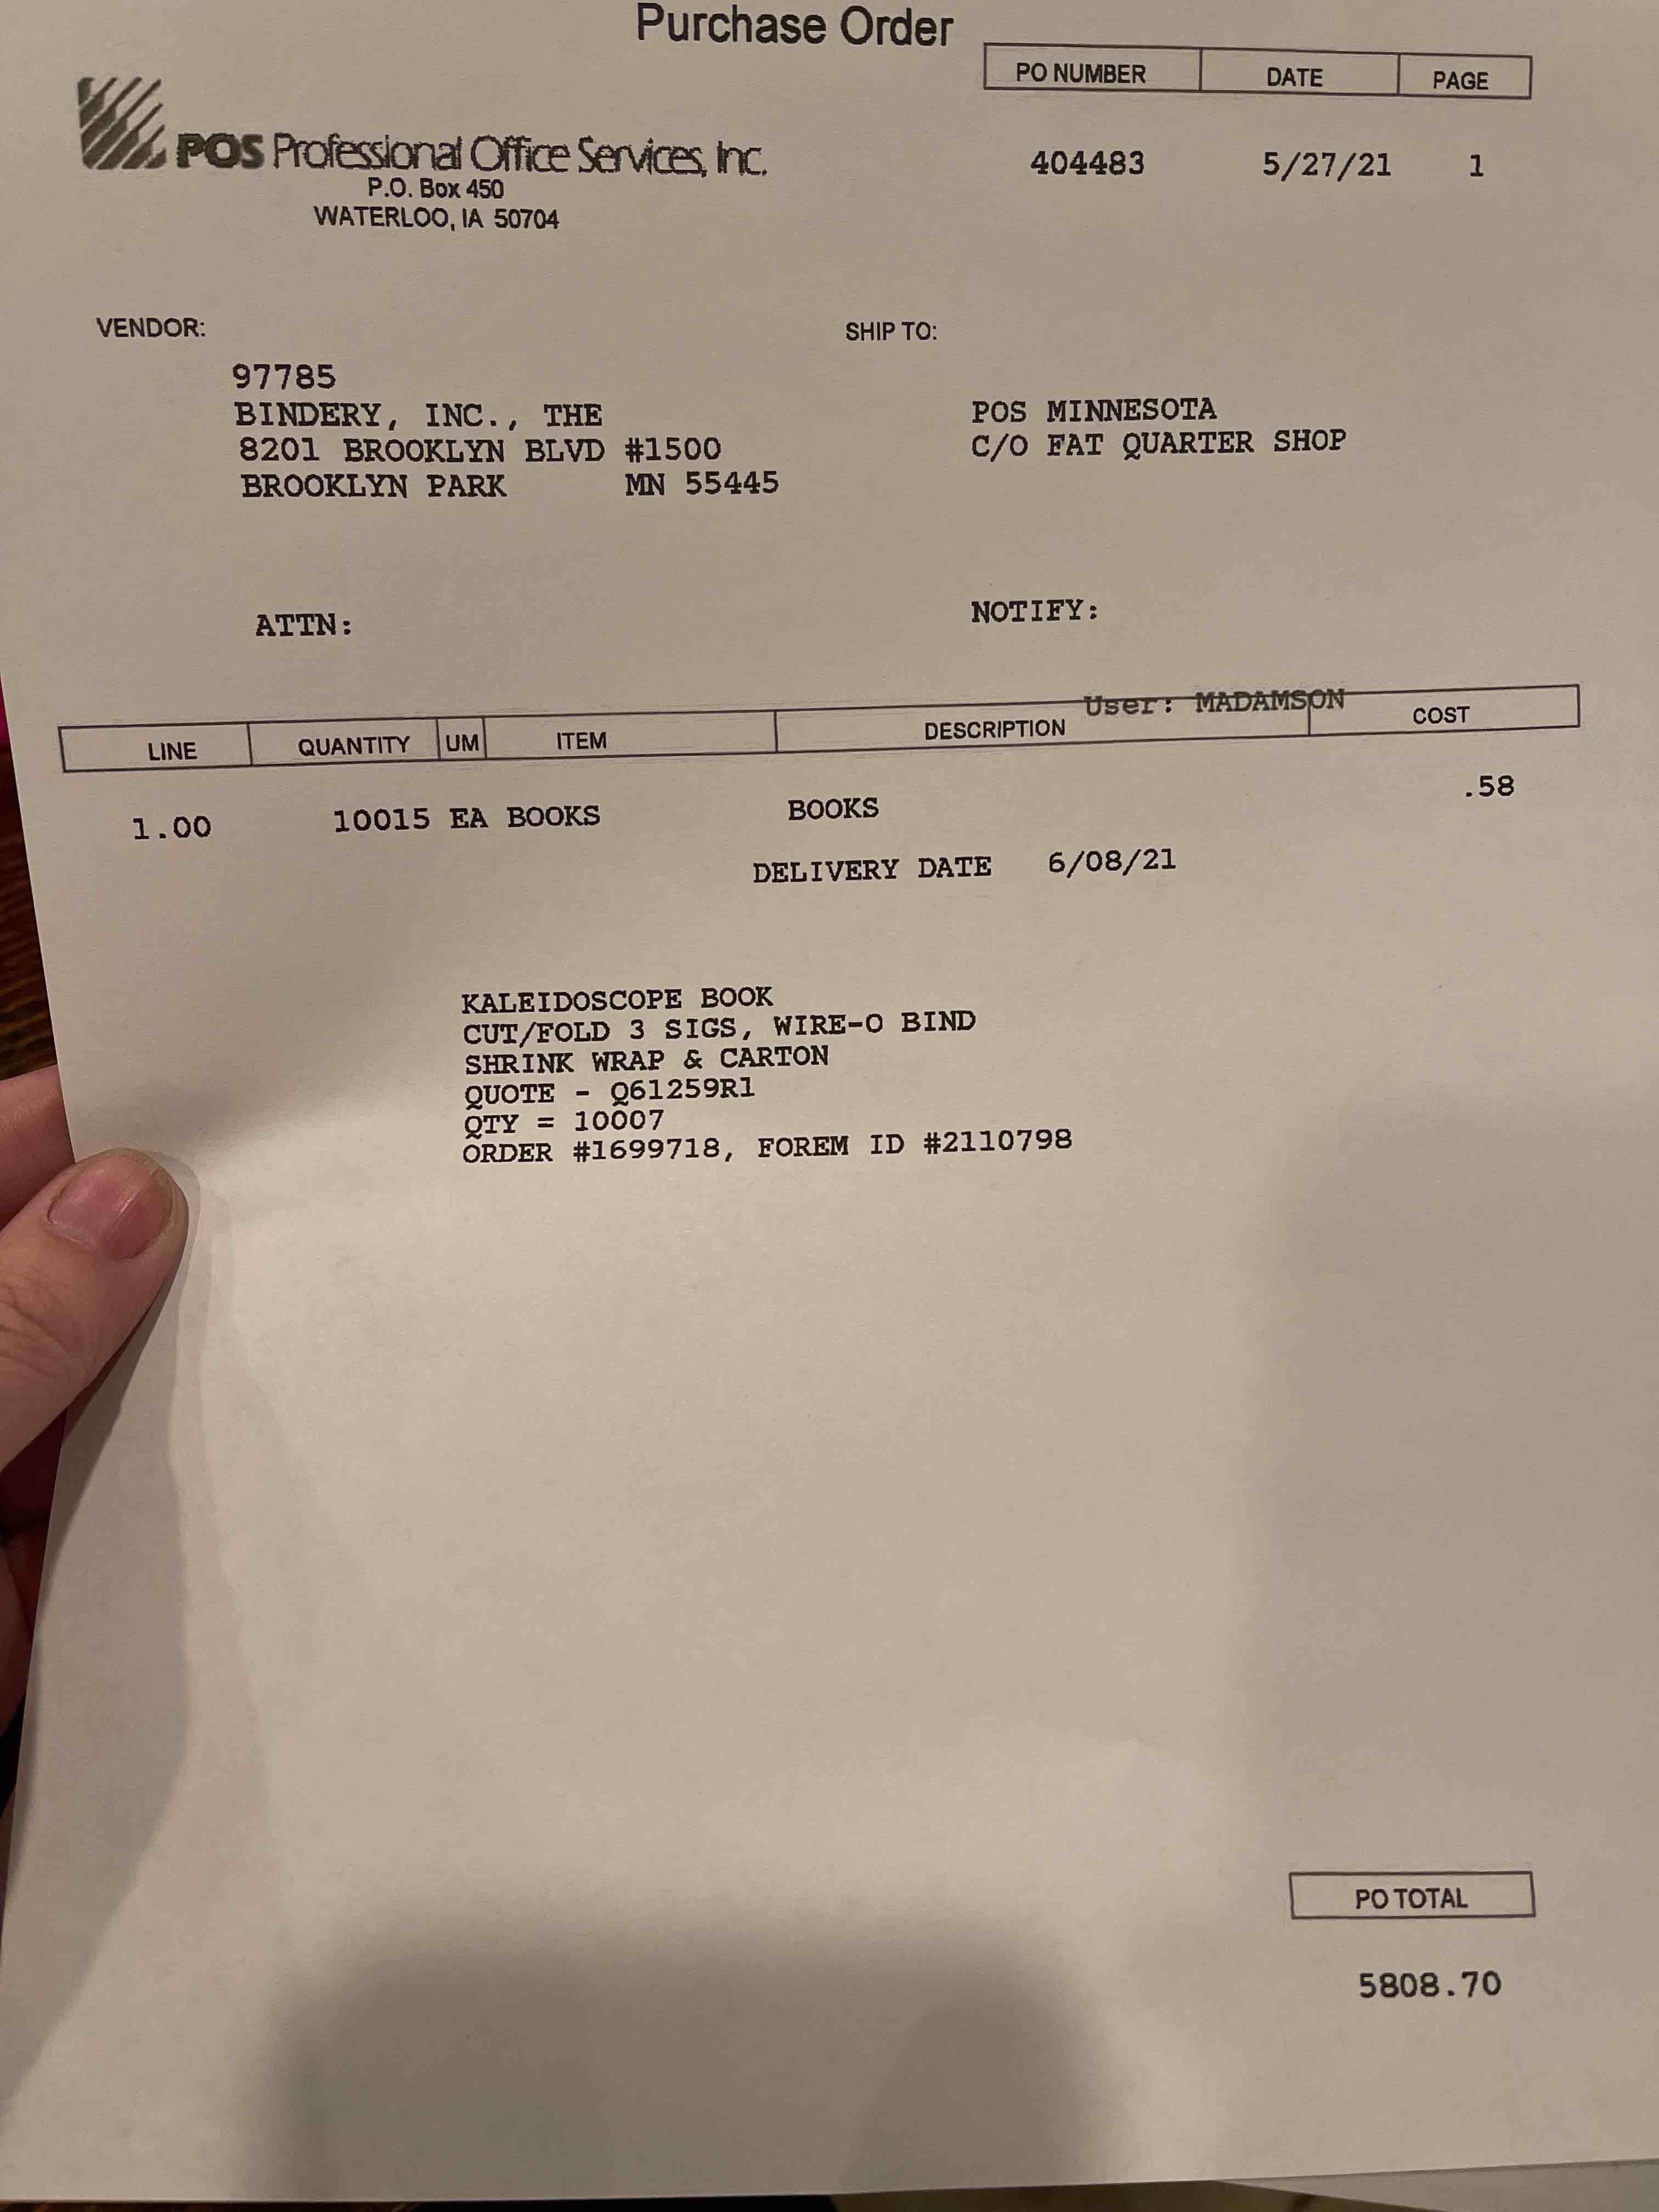 Purchase Order
PO NUMBER DATE PAGE
POS Professional Office Services, Inc.
404483 5/27/21 1
P.O. Box 450
WATERLOO, IA 50704
VENDOR: SHIP TO:
97785
BINDERY, INC., THE POS MINNESOTA
8201 BROOKLYN BLVD #1500 C/O FAT QUARTER SHOP
BROOKLYN PARK MN 55445
ATTN: NOTIFY:
User: MADAMSON
LINE QUANTITY UM ITEM DESCRIPTION COST
1.00 10015 EA BOOKS BOOKS .58
DELIVERY DATE 6/08/21
KALEIDOSCOPE BOOK
CUT/FOLD 3 SIGS, WIRE-O BIND
SHRINK WRAP & CARTON
QUOTE - Q61259R1
QTY = 10007
ORDER #1699718, FOREM ID #2110798
PO TOTAL
5808.70